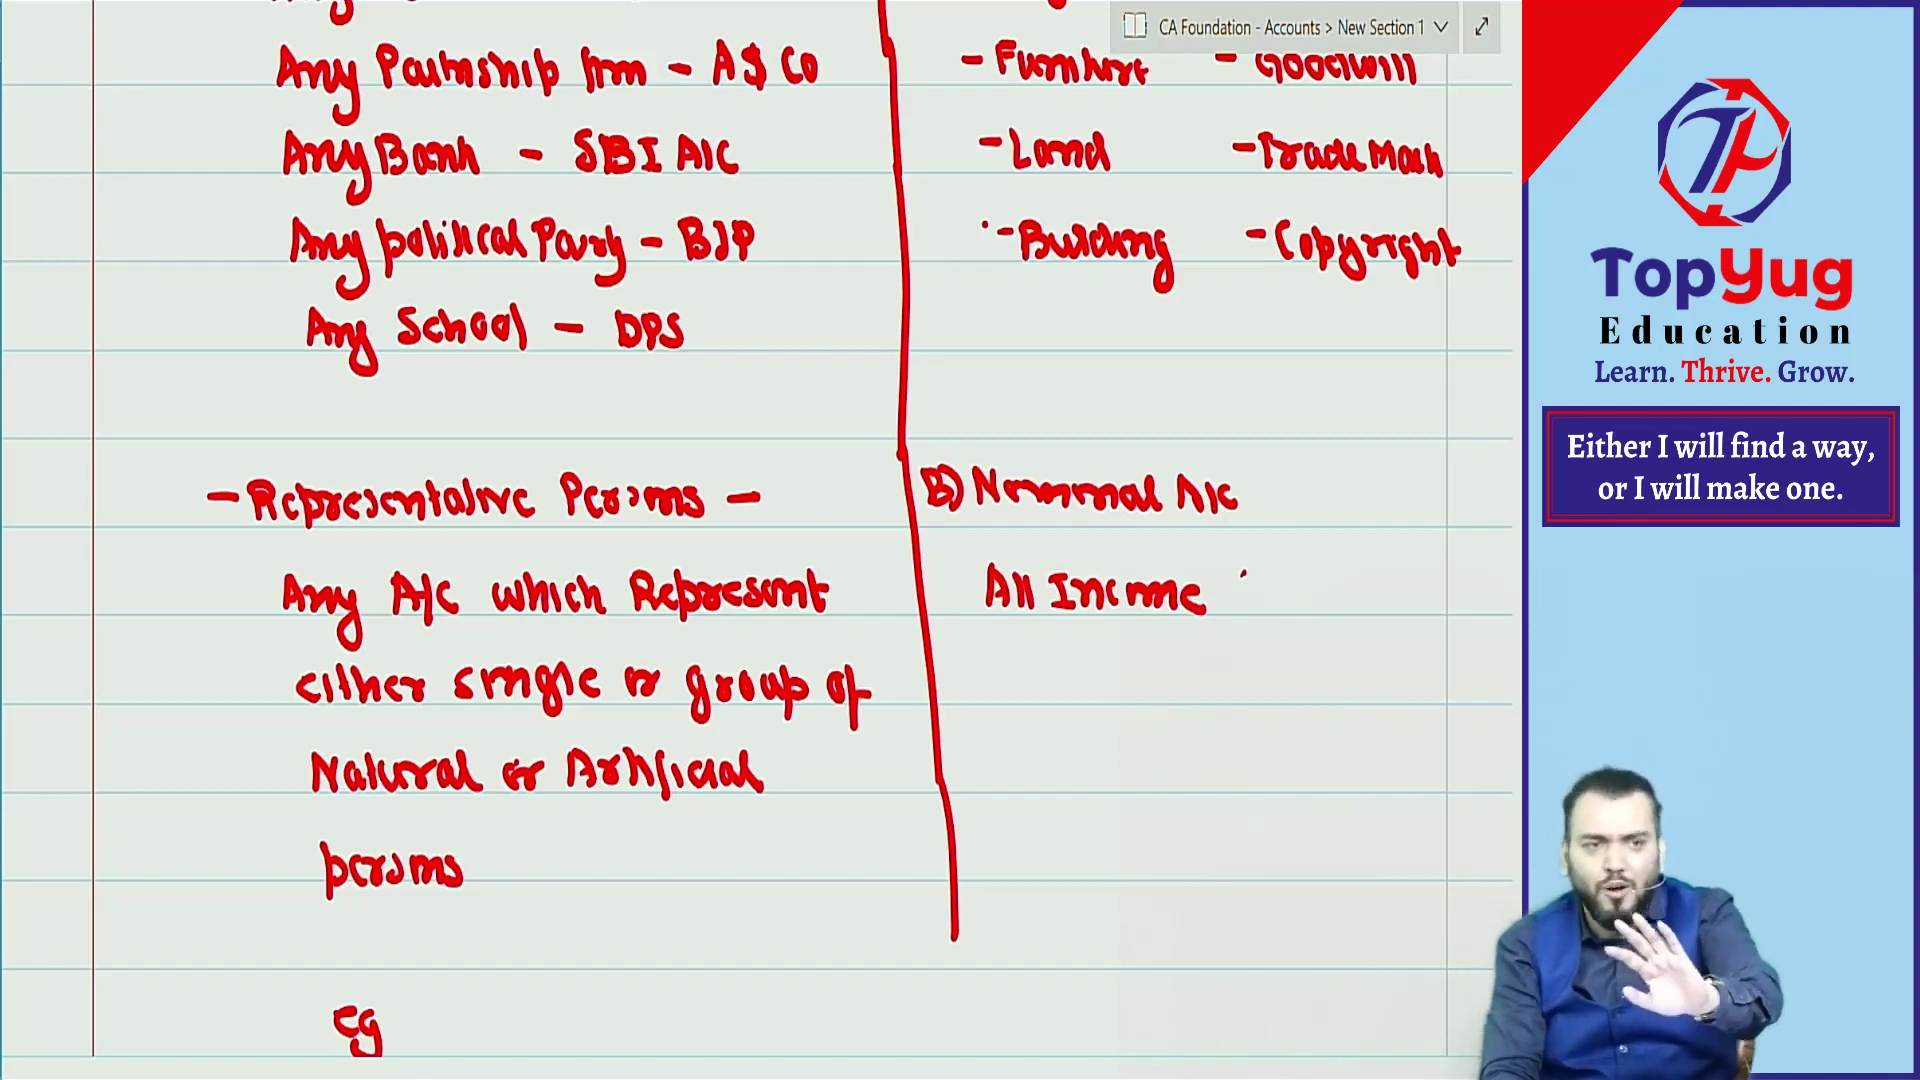 CA Foundation - Accounts > New Section 1
Any Partnership firm - A & Co
Any Bank - SBI A/C
Any political Party - BJP
Any School - DPS
- Representative Persons -
Any A/c which Represent
either single or group of
Natural or Artificial
persons
eg
- Furniture - Goodwill
- Land - Trade Mark
- Building - Copyright
B) Nominal A/c
All Income
TopYug
Education
Learn. Thrive. Grow.
Either I will find a way,
or I will make one.